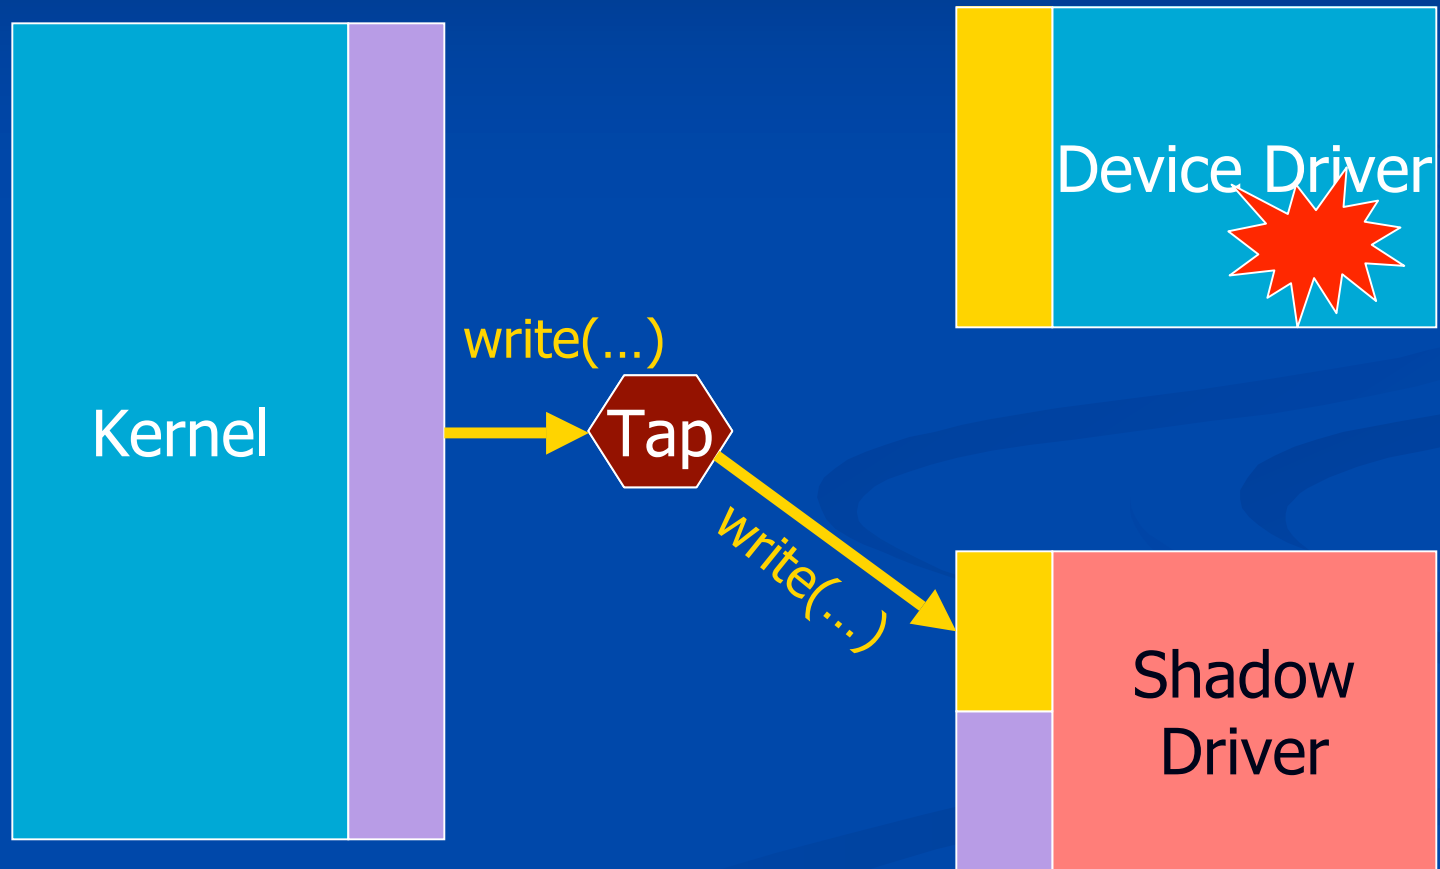 Device Driver
write(…)
Kernel
Tap
write(…)
Shadow
Driver